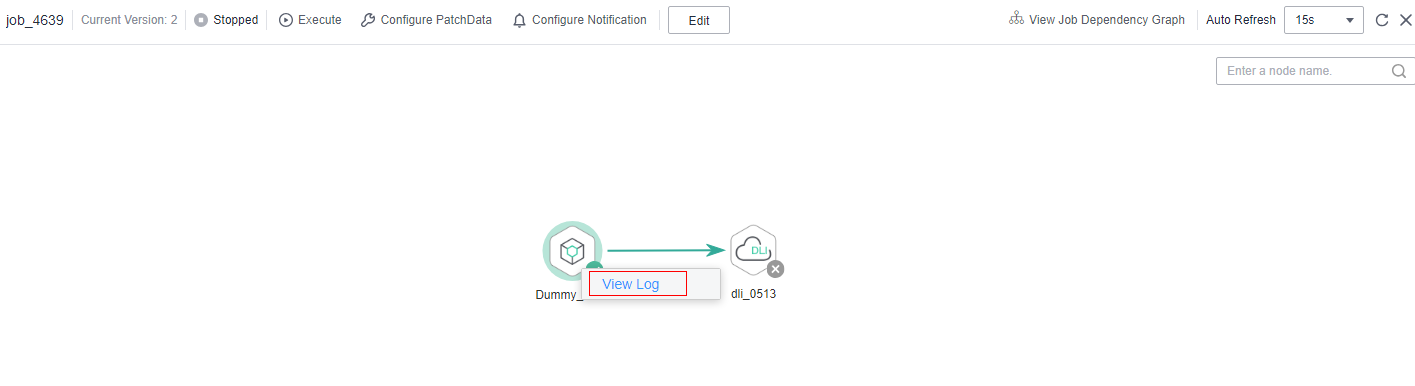 job_4639 Current Version: 2 Stopped Execute Configure PatchData Configure Notification Edit View Job Dependency Graph Auto Refresh 15s
Enter a node name.
DLI
View Log
Dummy_ dli_0513